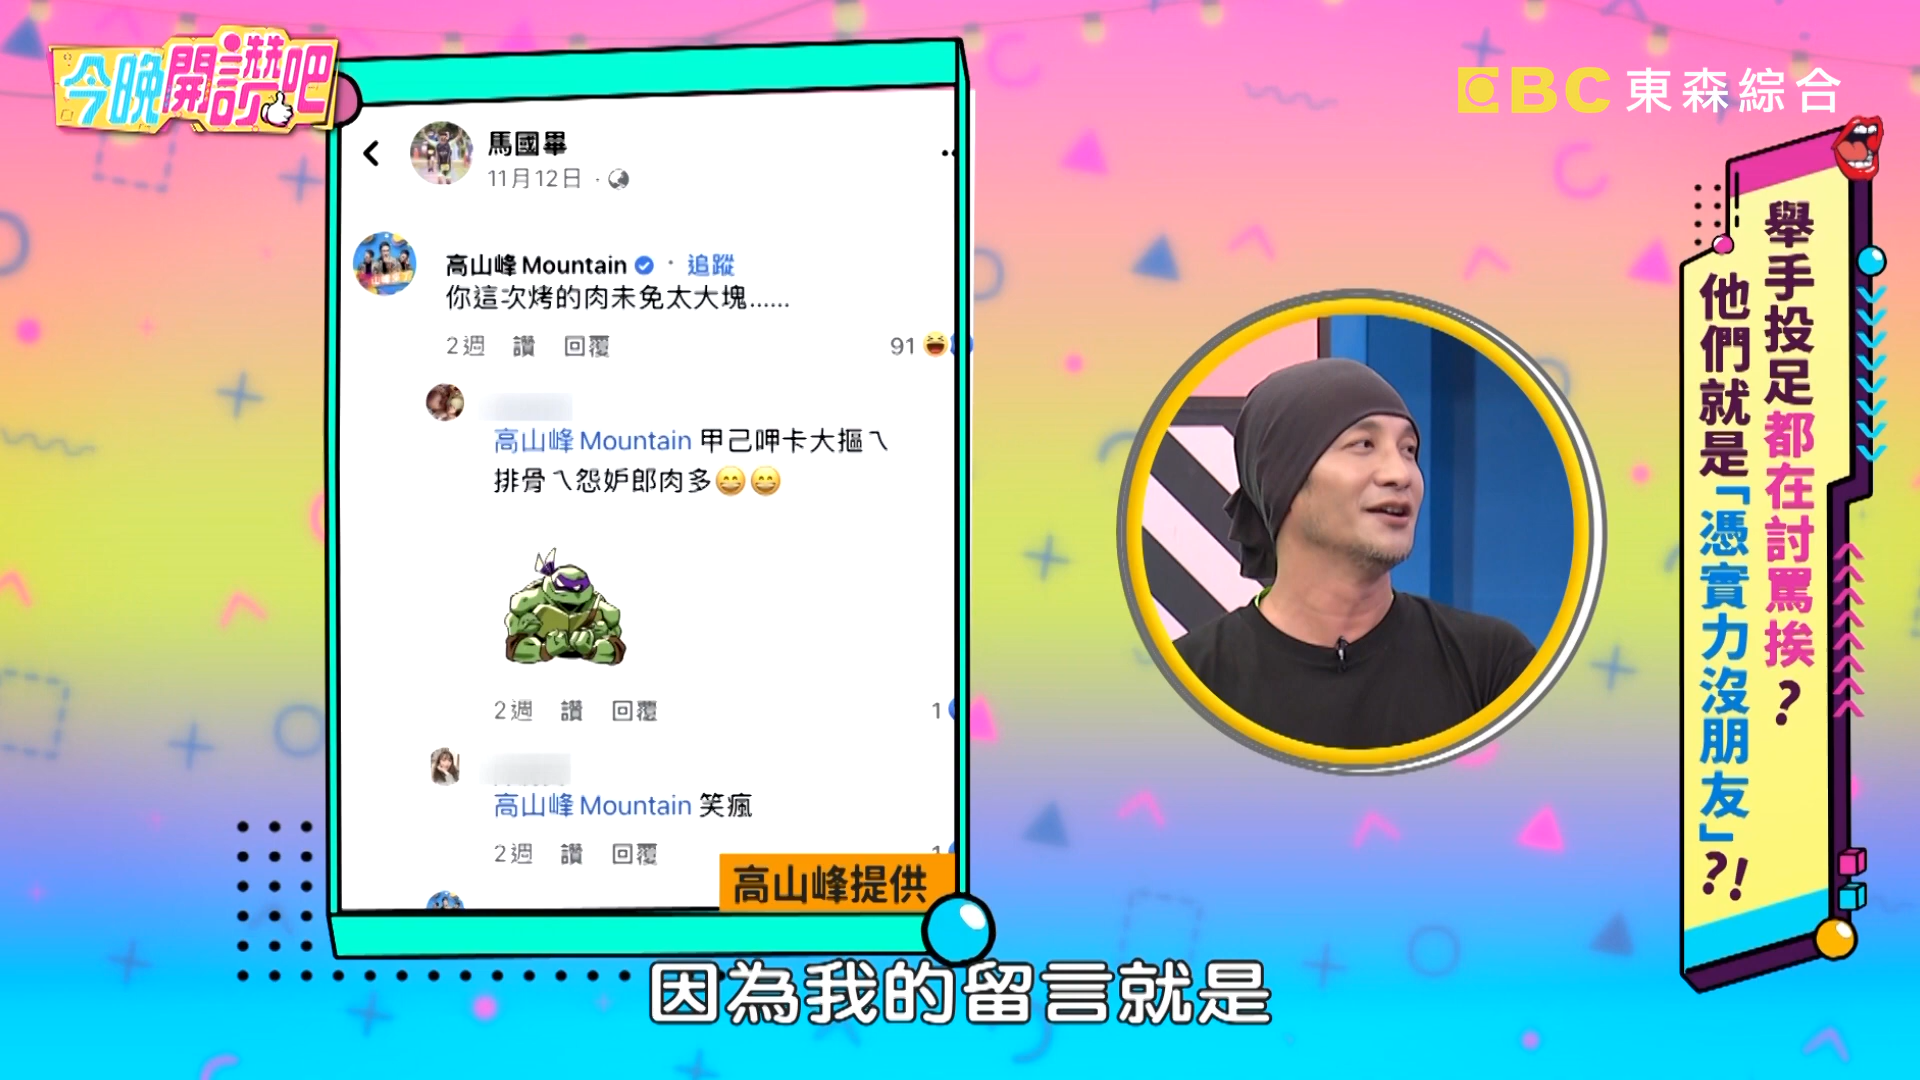 今晚開讚吧
EBC 東森綜合
馬國畢
11月12日
高山峰 Mountain · 追蹤
你這次烤的肉未免太大塊......
2週 讚 回覆 91
高山峰 Mountain 甲己呷卡大摳ㄟ
排骨ㄟ怨妒郎肉多😁😁
2週 讚 回覆 1
高山峰 Mountain 笑瘋
2週 讚 回覆 1
高山峰提供
舉手投足都在討罵挨?
他們就是「憑實力沒朋友」?!
因為我的留言就是